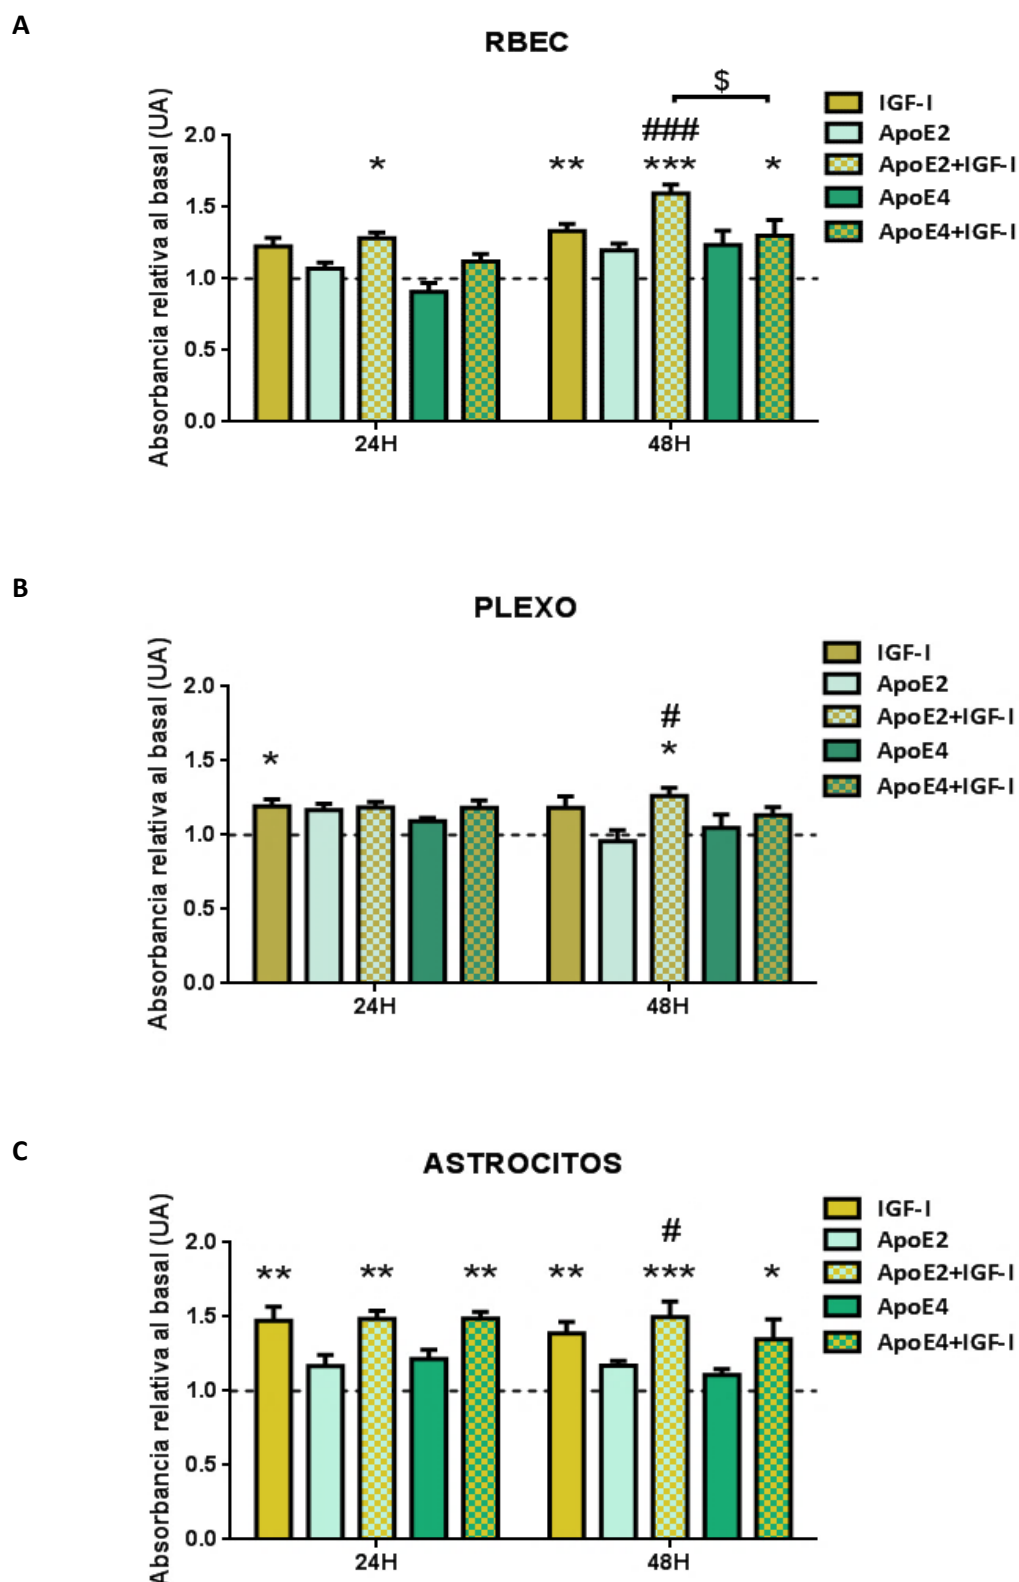 A
RBEC
Absorbancia relativa al basal (UA)
2.0
1.5
1.0
0.5
0.0
$
###
* ** *** *
24H 48H
IGF-I
ApoE2
ApoE2+IGF-I
ApoE4
ApoE4+IGF-I
B
PLEXO
Absorbancia relativa al basal (UA)
2.0
1.5
1.0
0.5
0.0
#
* *
24H 48H
IGF-I
ApoE2
ApoE2+IGF-I
ApoE4
ApoE4+IGF-I
C
ASTROCITOS
Absorbancia relativa al basal (UA)
2.0
1.5
1.0
0.5
0.0
#
** ** ** ** *** *
24H 48H
IGF-I
ApoE2
ApoE2+IGF-I
ApoE4
ApoE4+IGF-I